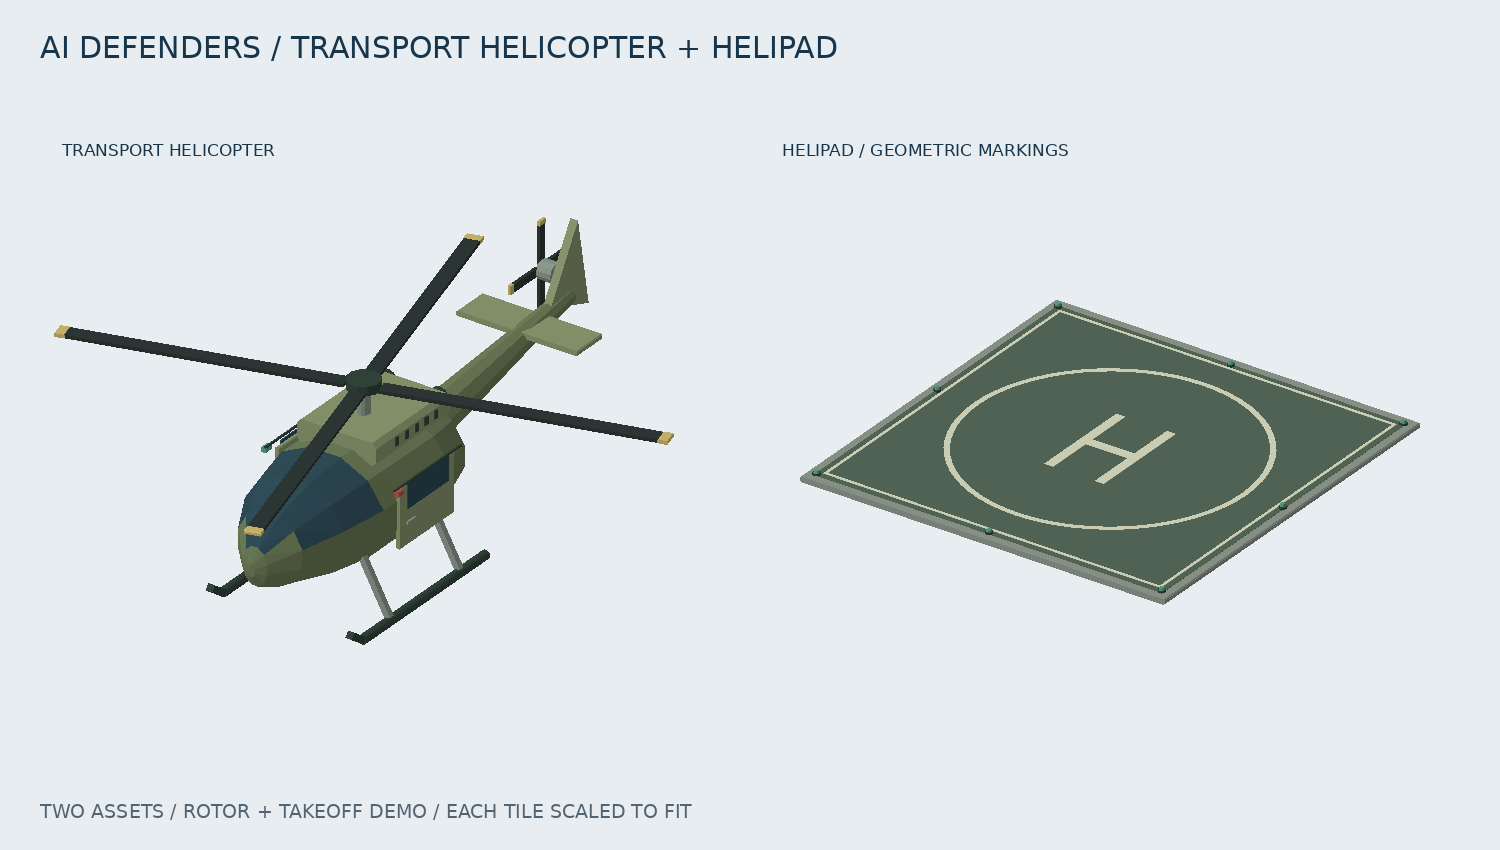 AI DEFENDERS / TRANSPORT HELICOPTER + HELIPAD
TRANSPORT HELICOPTER
HELIPAD / GEOMETRIC MARKINGS
H
TWO ASSETS / ROTOR + TAKEOFF DEMO / EACH TILE SCALED TO FIT